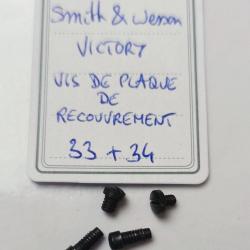 Smith & Wesson
VICTORY
VIS DE PLAQUE
DE
RECOUVREMENT
33 + 34